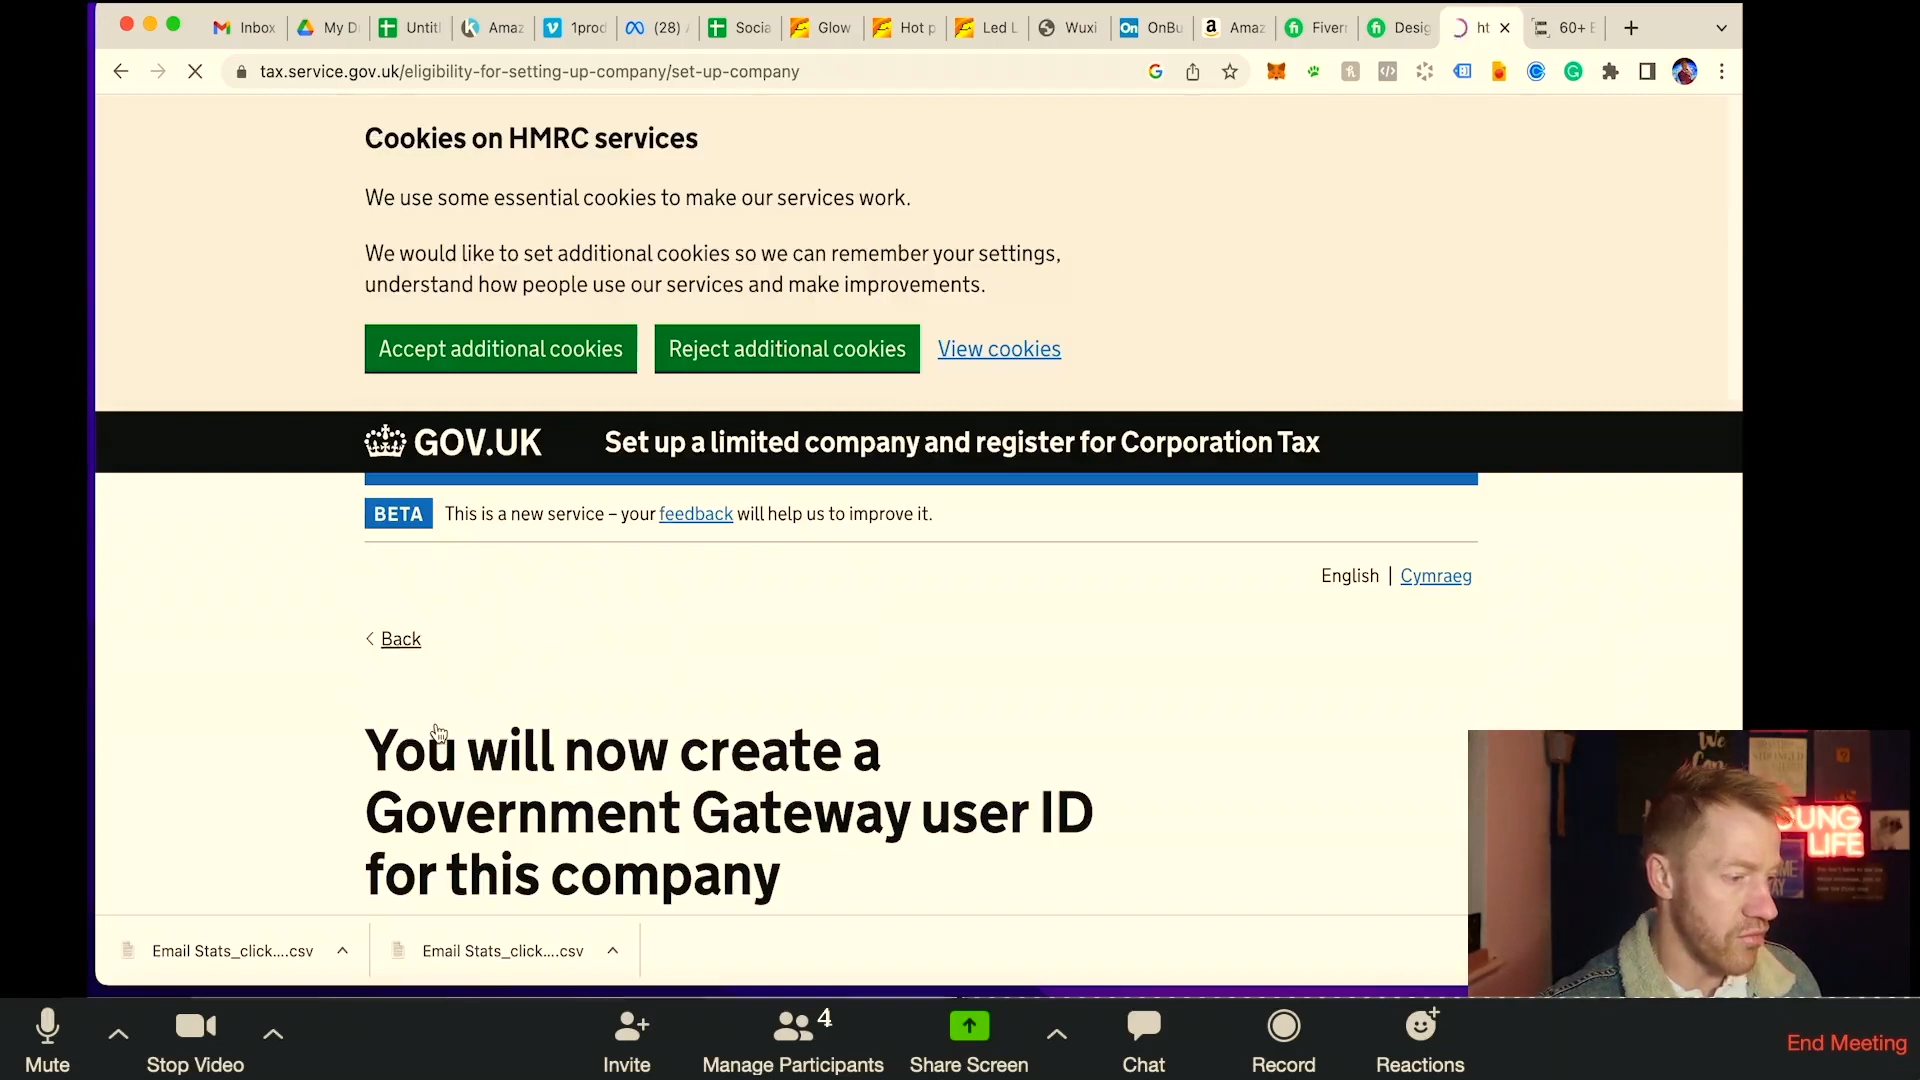 Inbox
My D
Untitl
Amaz
1prod
(28)
Socia
Glow
Hot p
Led L
Wuxi
On
OnBu
Amaz
Fiverr
Desig
ht
60+ E
tax.service.gov.uk/eligibility-for-setting-up-company/set-up-company
Cookies on HMRC services
We use some essential cookies to make our services work.
We would like to set additional cookies so we can remember your settings,
understand how people use our services and make improvements.
Accept additional cookies
Reject additional cookies
View cookies
GOV.UK
Set up a limited company and register for Corporation Tax
BETA
This is a new service – your feedback will help us to improve it.
English | Cymraeg
Back
You will now create a
Government Gateway user ID
for this company
We
Can
OUNG
LIFE
Email Stats_click....csv
Email Stats_click....csv
Mute
Stop Video
Invite
4
Manage Participants
Share Screen
Chat
Record
Reactions
End Meeting